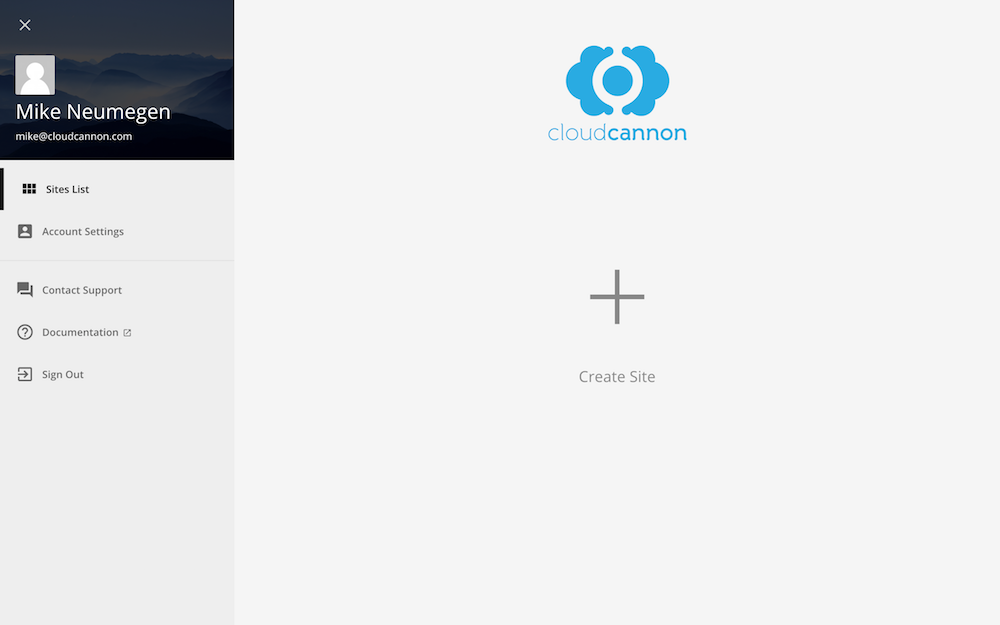 Mike Neumegen
mike@cloudcannon.com
Sites List
Account Settings
Contact Support
Documentation
Sign Out
cloudcannon
Create Site